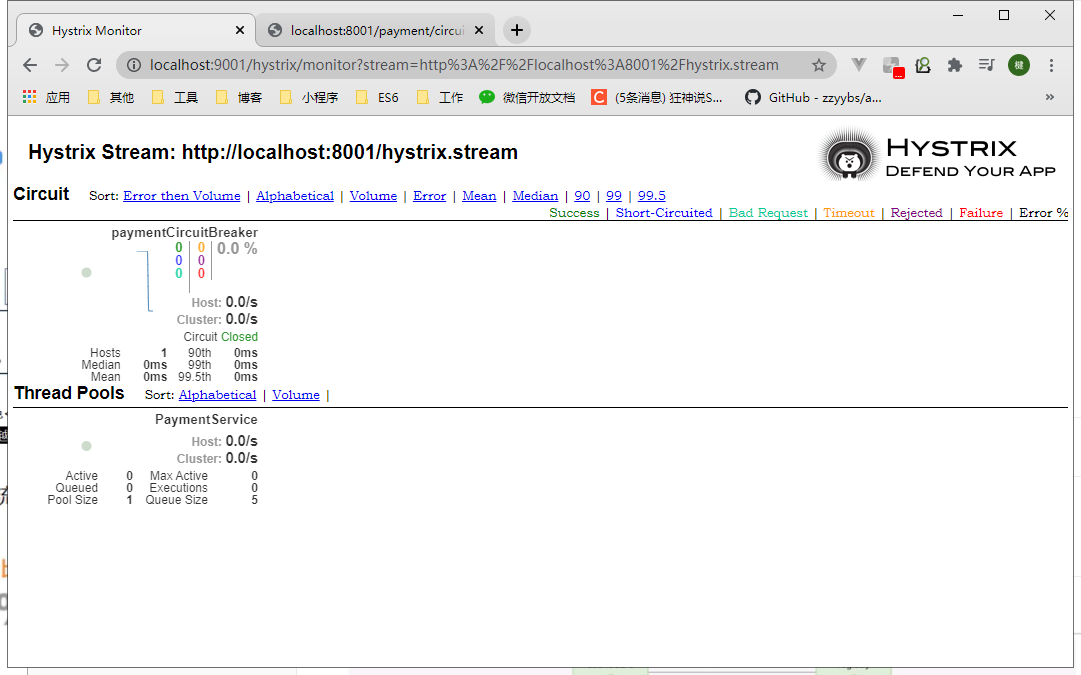 Hystrix Monitor
localhost:8001/payment/circui
localhost:9001/hystrix/monitor?stream=http%3A%2F%2Flocalhost%3A8001%2Fhystrix.stream
应用 其他 工具 博客 小程序 ES6 工作 微信开放文档 (5条消息) 狂神说S... GitHub - zzyybs/a...
Hystrix Stream: http://localhost:8001/hystrix.stream
HYSTRIX
DEFEND YOUR APP
Circuit Sort: Error then Volume | Alphabetical | Volume | Error | Mean | Median | 90 | 99 | 99.5
Success | Short-Circuited | Bad Request | Timeout | Rejected | Failure | Error %
paymentCircuitBreaker
0 0 0.0 %
0 0
0 0
Host: 0.0/s
Cluster: 0.0/s
Circuit Closed
Hosts 1 90th 0ms
Median 0ms 99th 0ms
Mean 0ms 99.5th 0ms
Thread Pools Sort: Alphabetical | Volume |
PaymentService
Host: 0.0/s
Cluster: 0.0/s
Active 0 Max Active 0
Queued 0 Executions 0
Pool Size 1 Queue Size 5